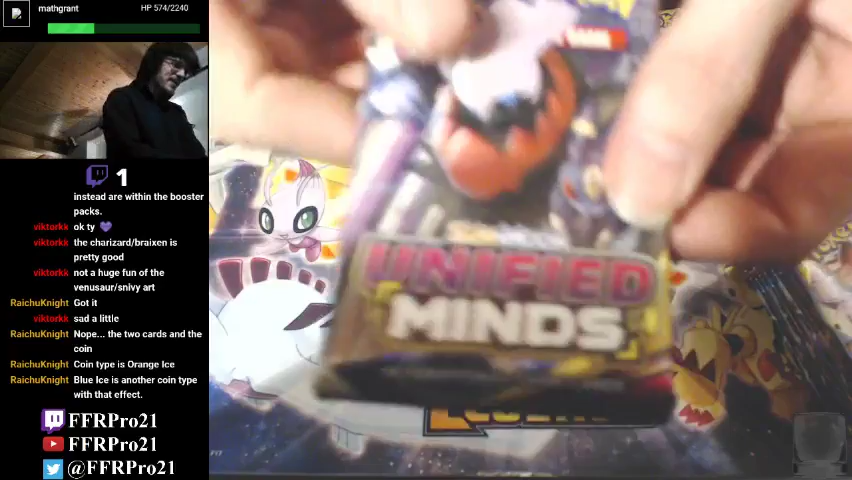 mathgrant HP 574/2240
1
instead are within the booster
packs.
viktorkk ok ty 💜
viktorkk the charizard/braixen is
pretty good
viktorkk not a huge fun of the
venusaur/snivy art
RaichuKnight Got it
viktorkk sad a little
RaichuKnight Nope... the two cards and the
coin
RaichuKnight Coin type is Orange Ice
RaichuKnight Blue Ice is another coin type
with that effect.
FFRPro21
FFRPro21
@FFRPro21
GAME
UNIFIED
MINDS